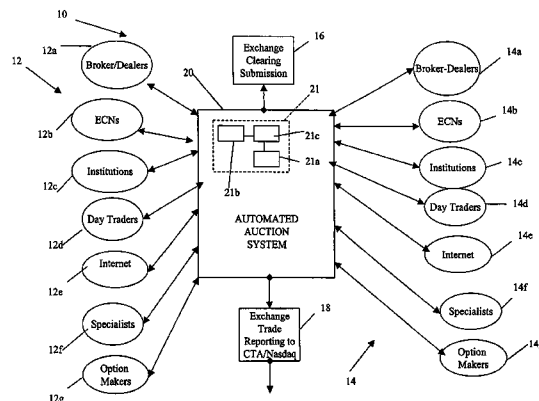 10
12a
12
Broker/Dealers
16
Exchange
Clearing
Submission
Broker-Dealers
14a
20
21
ECNs
12b
21c
21a
21b
ECNs
14b
Institutions
12c
Institutions
14c
Day Traders
12d
Day Traders
14d
AUTOMATED
AUCTION
SYSTEM
Internet
12e
Internet
14e
Specialists
12f
Specialists
14f
Exchange
Trade
Reporting to
CTA/Nasdaq
18
Option
Makers
12g
Option
Makers
14
14